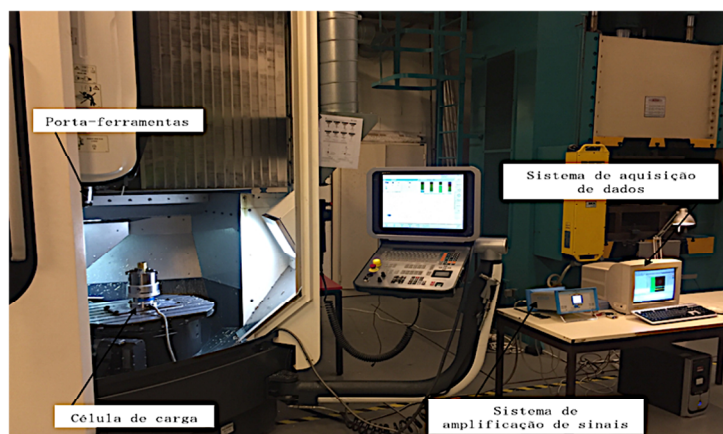 Porta-ferramentas
Sistema de aquisição
de dados
Célula de carga
Sistema de
amplificação de sinais